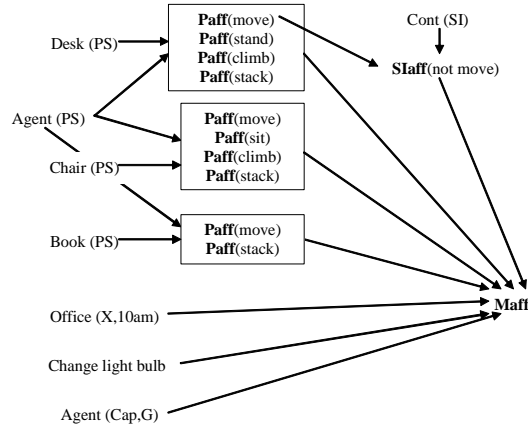 Desk (PS)
Paff(move)
Paff(stand)
Paff(climb)
Paff(stack)
Cont (SI)
SIaff(not move)
Agent (PS)
Chair (PS)
Paff(move)
Paff(sit)
Paff(climb)
Paff(stack)
Book (PS)
Paff(move)
Paff(stack)
Maff
Office (X,10am)
Change light bulb
Agent (Cap,G)